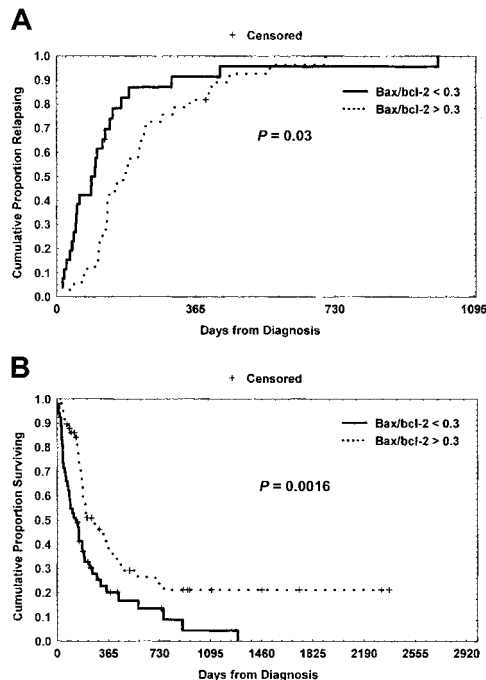 A
+ Censored
Cumulative Proportion Relapsing
1.0
0.9
0.8
0.7
0.6
0.5
0.4
0.3
0.2
0.1
0.0
Bax/bcl-2 < 0.3
Bax/bcl-2 > 0.3
P = 0.03
0 365 730 1095
Days from Diagnosis
B
+ Censored
Cumulative Proportion Surviving
1.0
0.9
0.8
0.7
0.6
0.5
0.4
0.3
0.2
0.1
0.0
Bax/bcl-2 < 0.3
Bax/bcl-2 > 0.3
P = 0.0016
0 365 730 1095 1460 1825 2190 2555 2920
Days from Diagnosis